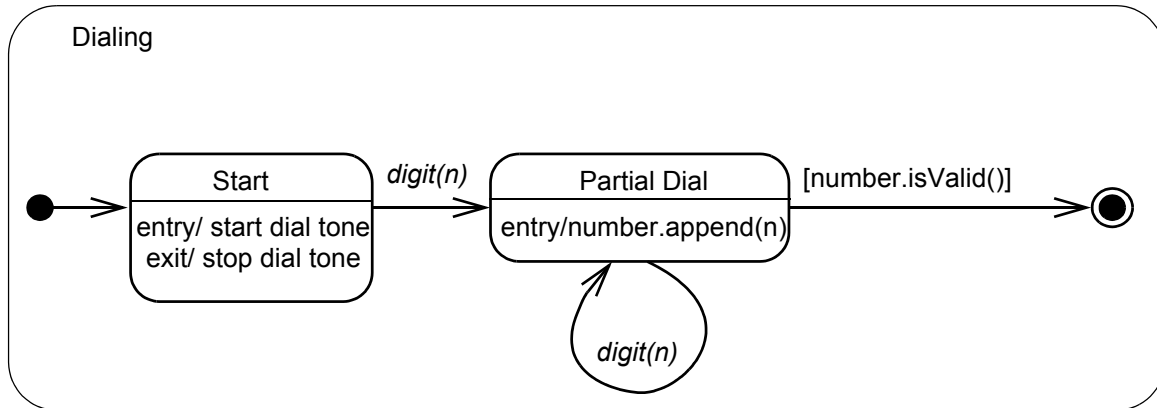 Dialing
Start
entry/ start dial tone
exit/ stop dial tone
digit(n)
Partial Dial
entry/number.append(n)
[number.isValid()]
digit(n)